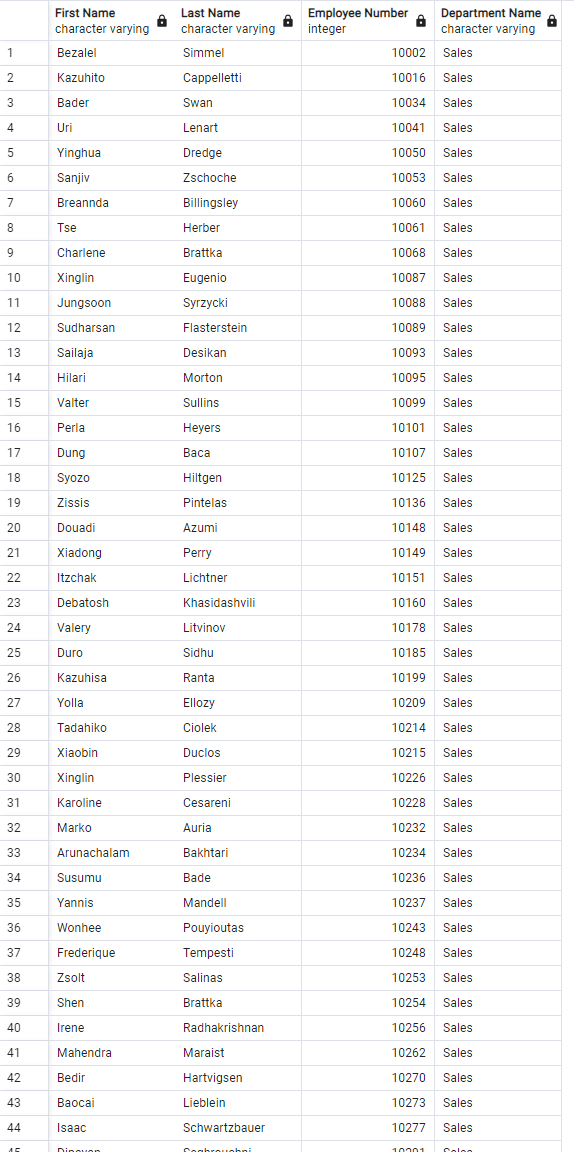 First Name Last Name Employee Number Department Name
character varying character varying integer character varying
1 Bezalel Simmel 10002 Sales
2 Kazuhito Cappelletti 10016 Sales
3 Bader Swan 10034 Sales
4 Uri Lenart 10041 Sales
5 Yinghua Dredge 10050 Sales
6 Sanjiv Zschoche 10053 Sales
7 Breannda Billingsley 10060 Sales
8 Tse Herber 10061 Sales
9 Charlene Brattka 10068 Sales
10 Xinglin Eugenio 10087 Sales
11 Jungsoon Syrzycki 10088 Sales
12 Sudharsan Flasterstein 10089 Sales
13 Sailaja Desikan 10093 Sales
14 Hilari Morton 10095 Sales
15 Valter Sullins 10099 Sales
16 Perla Heyers 10101 Sales
17 Dung Baca 10107 Sales
18 Syozo Hiltgen 10125 Sales
19 Zissis Pintelas 10136 Sales
20 Douadi Azumi 10148 Sales
21 Xiadong Perry 10149 Sales
22 Itzchak Lichtner 10151 Sales
23 Debatosh Khasidashvili 10160 Sales
24 Valery Litvinov 10178 Sales
25 Duro Sidhu 10185 Sales
26 Kazuhisa Ranta 10199 Sales
27 Yolla Ellozy 10209 Sales
28 Tadahiko Ciolek 10214 Sales
29 Xiaobin Duclos 10215 Sales
30 Xinglin Plessier 10226 Sales
31 Karoline Cesareni 10228 Sales
32 Marko Auria 10232 Sales
33 Arunachalam Bakhtari 10234 Sales
34 Susumu Bade 10236 Sales
35 Yannis Mandell 10237 Sales
36 Wonhee Pouyioutas 10243 Sales
37 Frederique Tempesti 10248 Sales
38 Zsolt Salinas 10253 Sales
39 Shen Brattka 10254 Sales
40 Irene Radhakrishnan 10256 Sales
41 Mahendra Maraist 10262 Sales
42 Bedir Hartvigsen 10270 Sales
43 Baocai Lieblein 10273 Sales
44 Isaac Schwartzbauer 10277 Sales
45 Sales